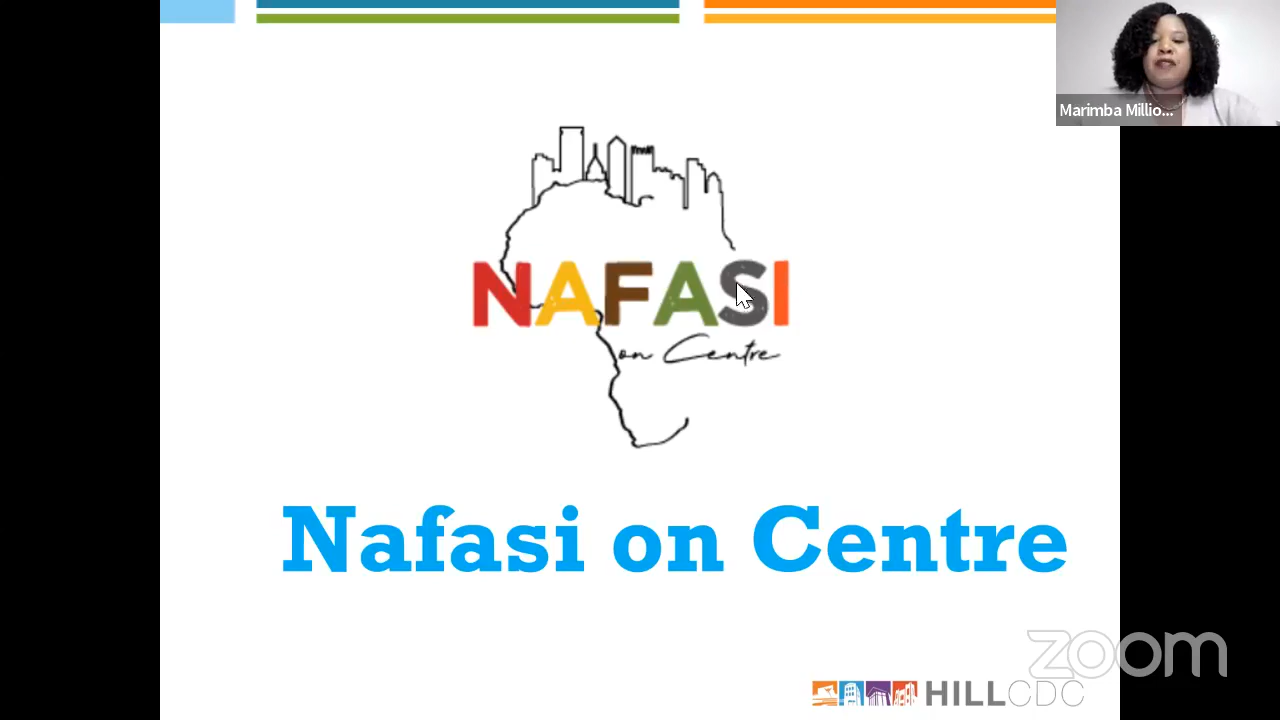 Marimba Millio...
NAFASI
on Centre
Nafasi on Centre
zoom
HILLCDC